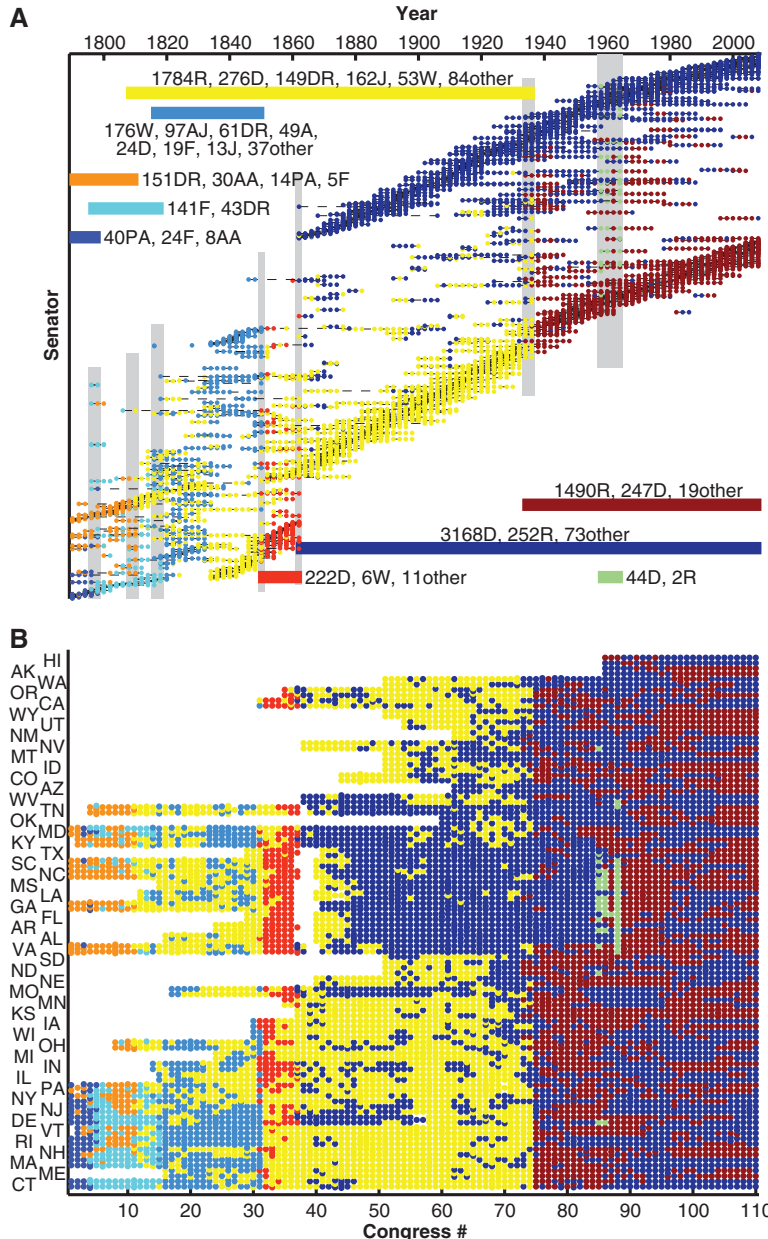 Year
A
1800 1820 1840 1860 1880 1900 1920 1940 1960 1980 2000
1784R, 276D, 149DR, 162J, 53W, 84other
176W, 97AJ, 61DR, 49A,
24D, 19F, 13J, 37other
151DR, 30AA, 14PA, 5F
141F, 43DR
40PA, 24F, 8AA
Senator
1490R, 247D, 19other
3168D, 252R, 73other
222D, 6W, 11other
44D, 2R
B
HI
AK
WA
OR
CA
WY
UT
NM
NV
MT
ID
CO
AZ
WV
TN
OK
MD
KY
TX
SC
NC
MS
LA
GA
FL
AR
AL
VA
SD
ND
NE
MO
MN
KS
IA
WI
OH
MI
IN
IL
PA
NY
NJ
DE
VT
RI
NH
MA
ME
CT
10 20 30 40 50 60 70 80 90 100 110
Congress #